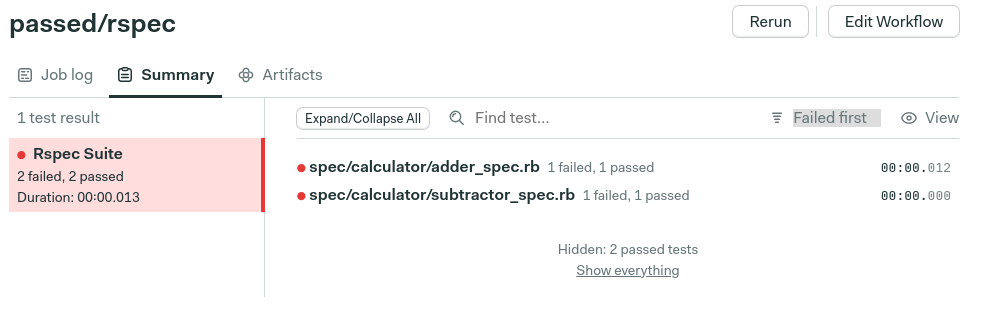 passed/rspec
Rerun
Edit Workflow
Job log
Summary
Artifacts
1 test result
Expand/Collapse All
Find test...
Failed first
View
Rspec Suite
2 failed, 2 passed
Duration: 00:00.013
spec/calculator/adder_spec.rb 1 failed, 1 passed 00:00.012
spec/calculator/subtractor_spec.rb 1 failed, 1 passed 00:00.000
Hidden: 2 passed tests
Show everything